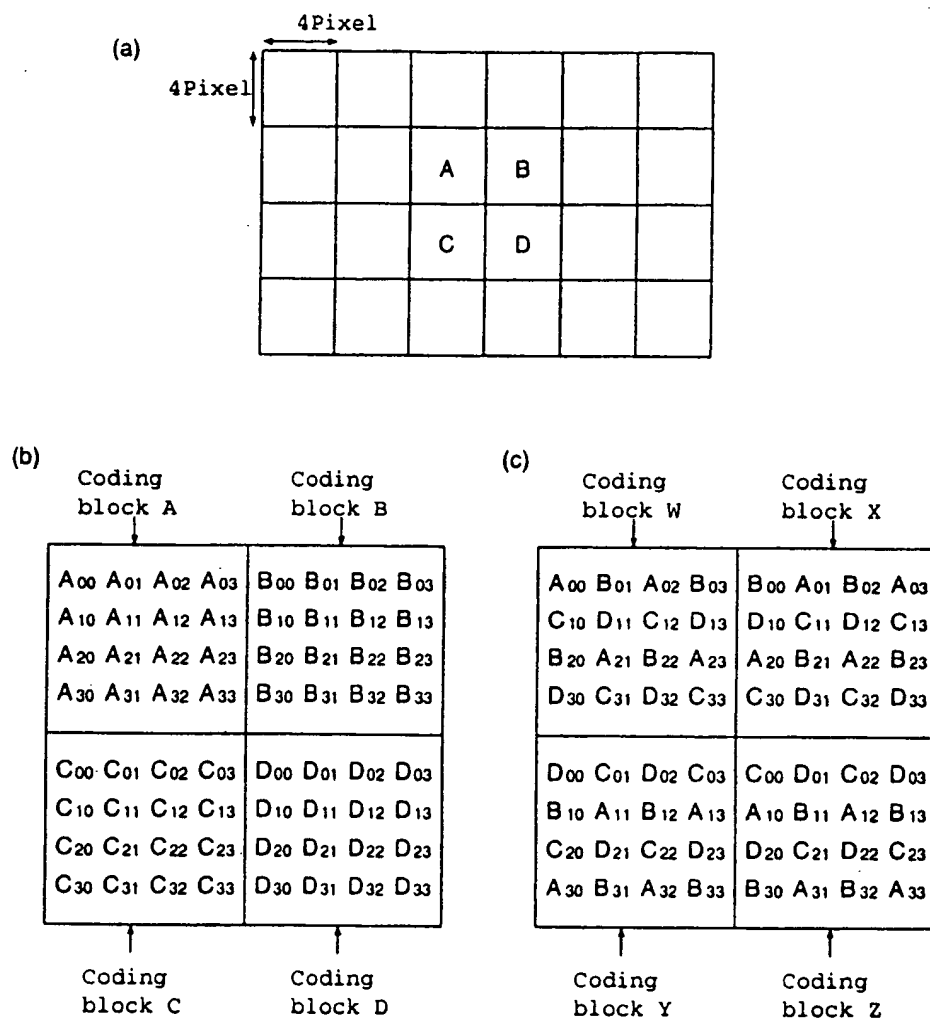 4Pixel
(a)
4Pixel
A B
C D
(b)
Coding block A
Coding block B
A00 A01 A02 A03 B00 B01 B02 B03
A10 A11 A12 A13 B10 B11 B12 B13
A20 A21 A22 A23 B20 B21 B22 B23
A30 A31 A32 A33 B30 B31 B32 B33
C00 C01 C02 C03 D00 D01 D02 D03
C10 C11 C12 C13 D10 D11 D12 D13
C20 C21 C22 C23 D20 D21 D22 D23
C30 C31 C32 C33 D30 D31 D32 D33
Coding block C
Coding block D
(c)
Coding block W
Coding block X
A00 B01 A02 B03 B00 A01 B02 A03
C10 D11 C12 D13 D10 C11 D12 C13
B20 A21 B22 A23 A20 B21 A22 B23
D30 C31 D32 C33 C30 D31 C32 D33
D00 C01 D02 C03 C00 D01 C02 D03
B10 A11 B12 A13 A10 B11 A12 B13
C20 D21 C22 D23 D20 C21 D22 C23
A30 B31 A32 B33 B30 A31 B32 A33
Coding block Y
Coding block Z